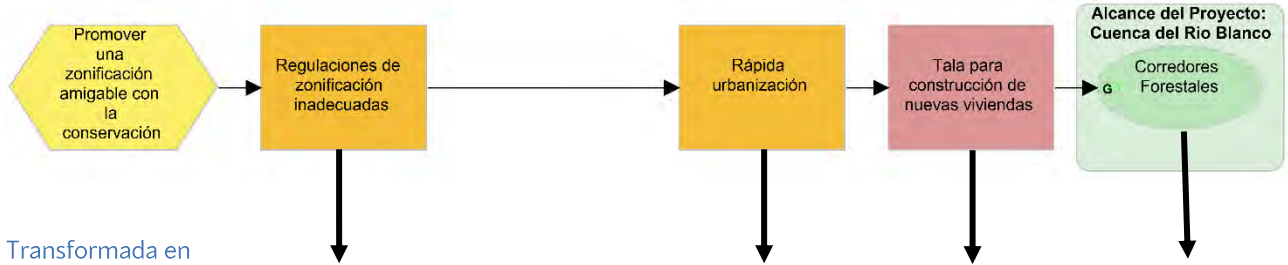 Promover
una
zonificación
amigable con
la
conservación
Regulaciones de
zonificación
inadecuadas
Rápida
urbanización
Tala para
construcción de
nuevas viviendas
Alcance del Proyecto:
Cuenca del Rio Blanco
G
Corredores
Forestales
Transformada en